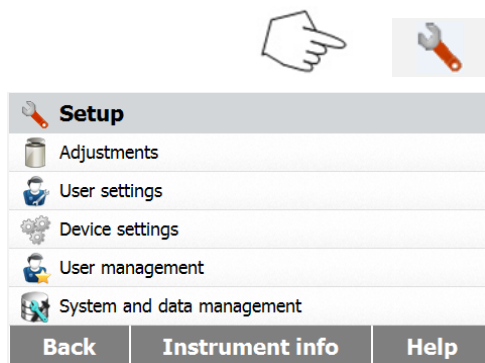 Setup
Adjustments
User settings
Device settings
User management
System and data management
Back Instrument info Help